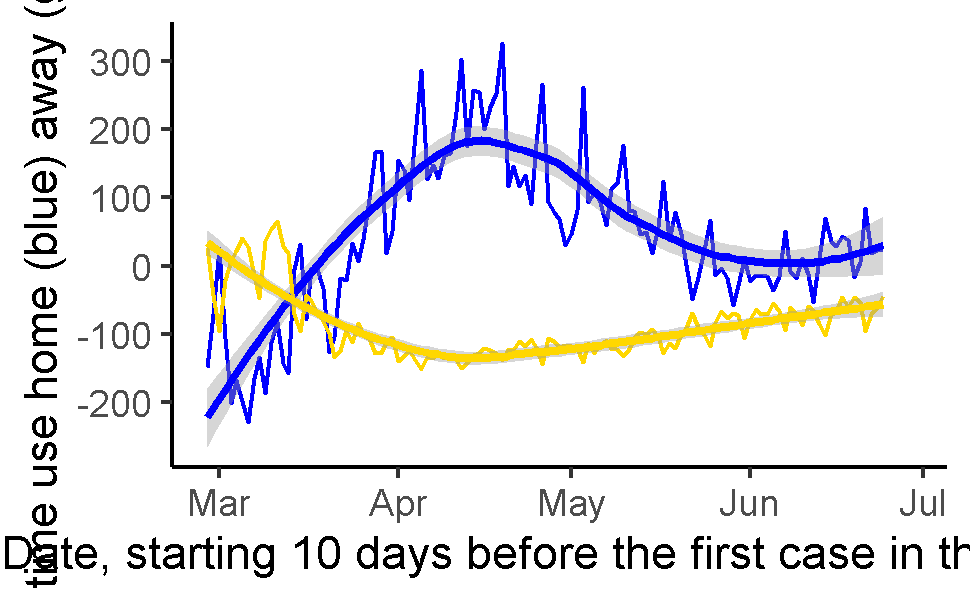 time use home (blue) away (
300
200
100
0
-100
-200
Mar Apr May Jun Jul
Date, starting 10 days before the first case in th